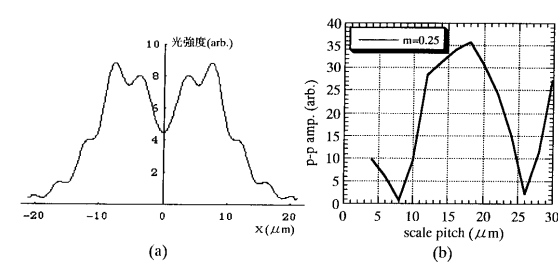 光強度(arb.)
10
8
6
4
2
-20
-10
0
10
20
X(μm)
(a)
m=0.25
p-p amp. (arb.)
40
35
30
25
20
15
10
5
0
0 5 10 15 20 25 30
scale pitch (μm)
(b)